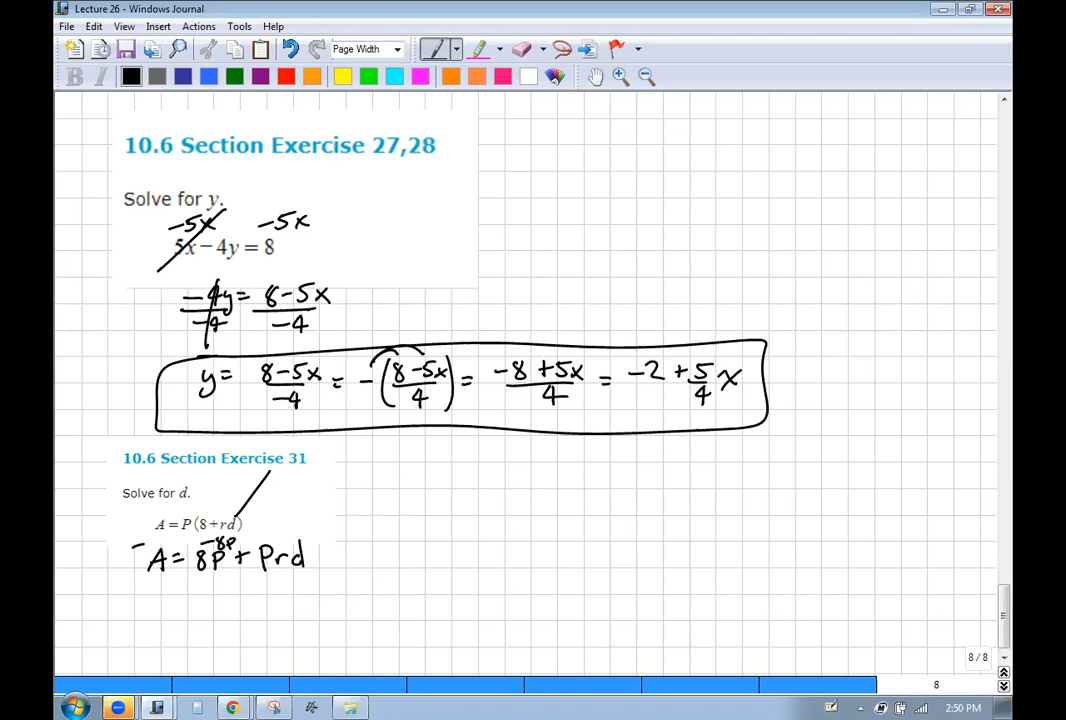 Lecture 26 - Windows Journal
File Edit View Insert Actions Tools Help
Page Width
B I
10.6 Section Exercise 27,28
Solve for y.
-5x -5x
5x - 4y = 8
-4y = 8-5x
-4 -4
y = 8-5x/-4 = -(8-5x/4) = -8+5x/4 = -2 + 5/4 x
10.6 Section Exercise 31
Solve for d.
A = P(8 + rd)
-8P
- A = 8P + Prd
8 / 8
8
2:50 PM